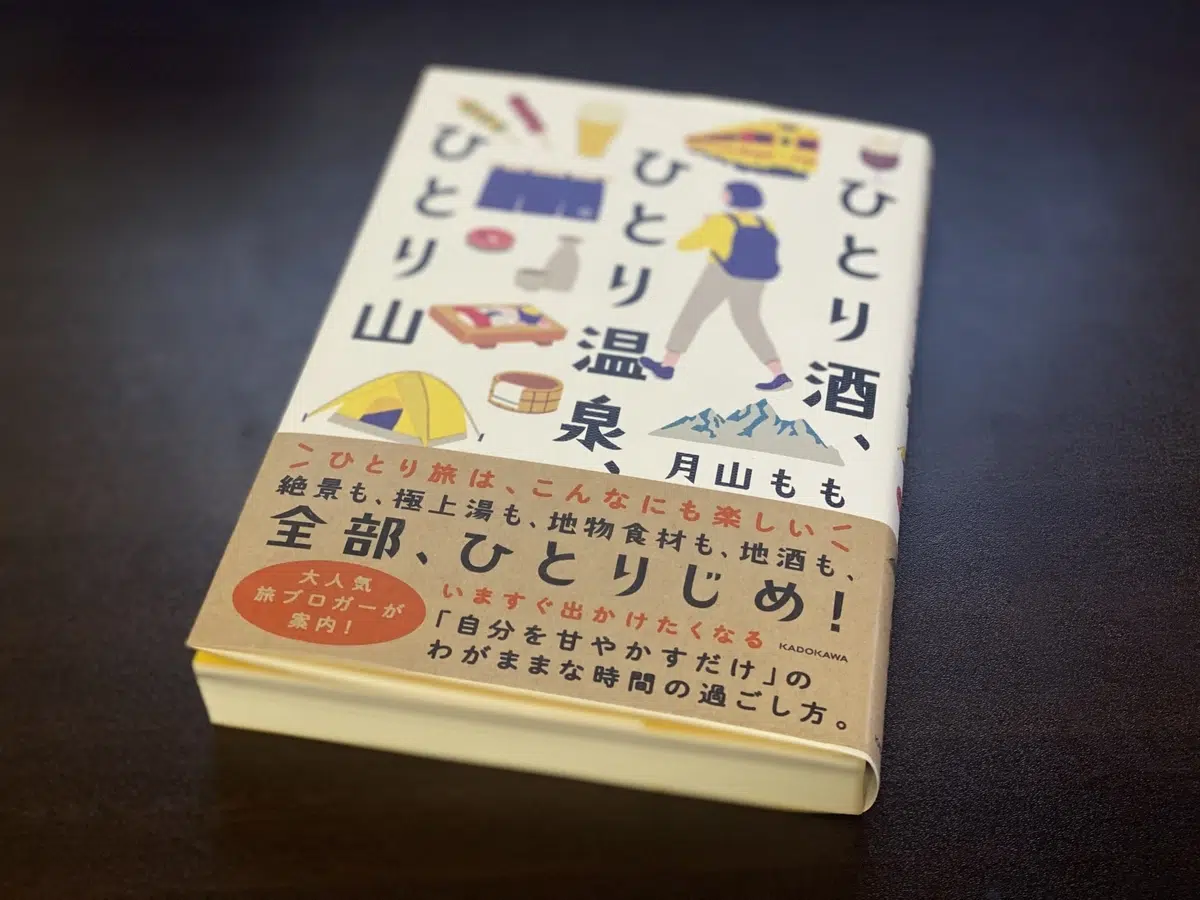 ひとり酒、
ひとり温泉、
ひとり山
月山もも
ひとり旅は、こんなにも楽しい
絶景も、極上湯も、地物食材も、地酒も、
全部、ひとりじめ!
大人気
旅ブロガーが
案内!
いますぐ出かけたくなる
「自分を甘やかすだけ」の
わがままな時間の過ごし方。
KADOKAWA